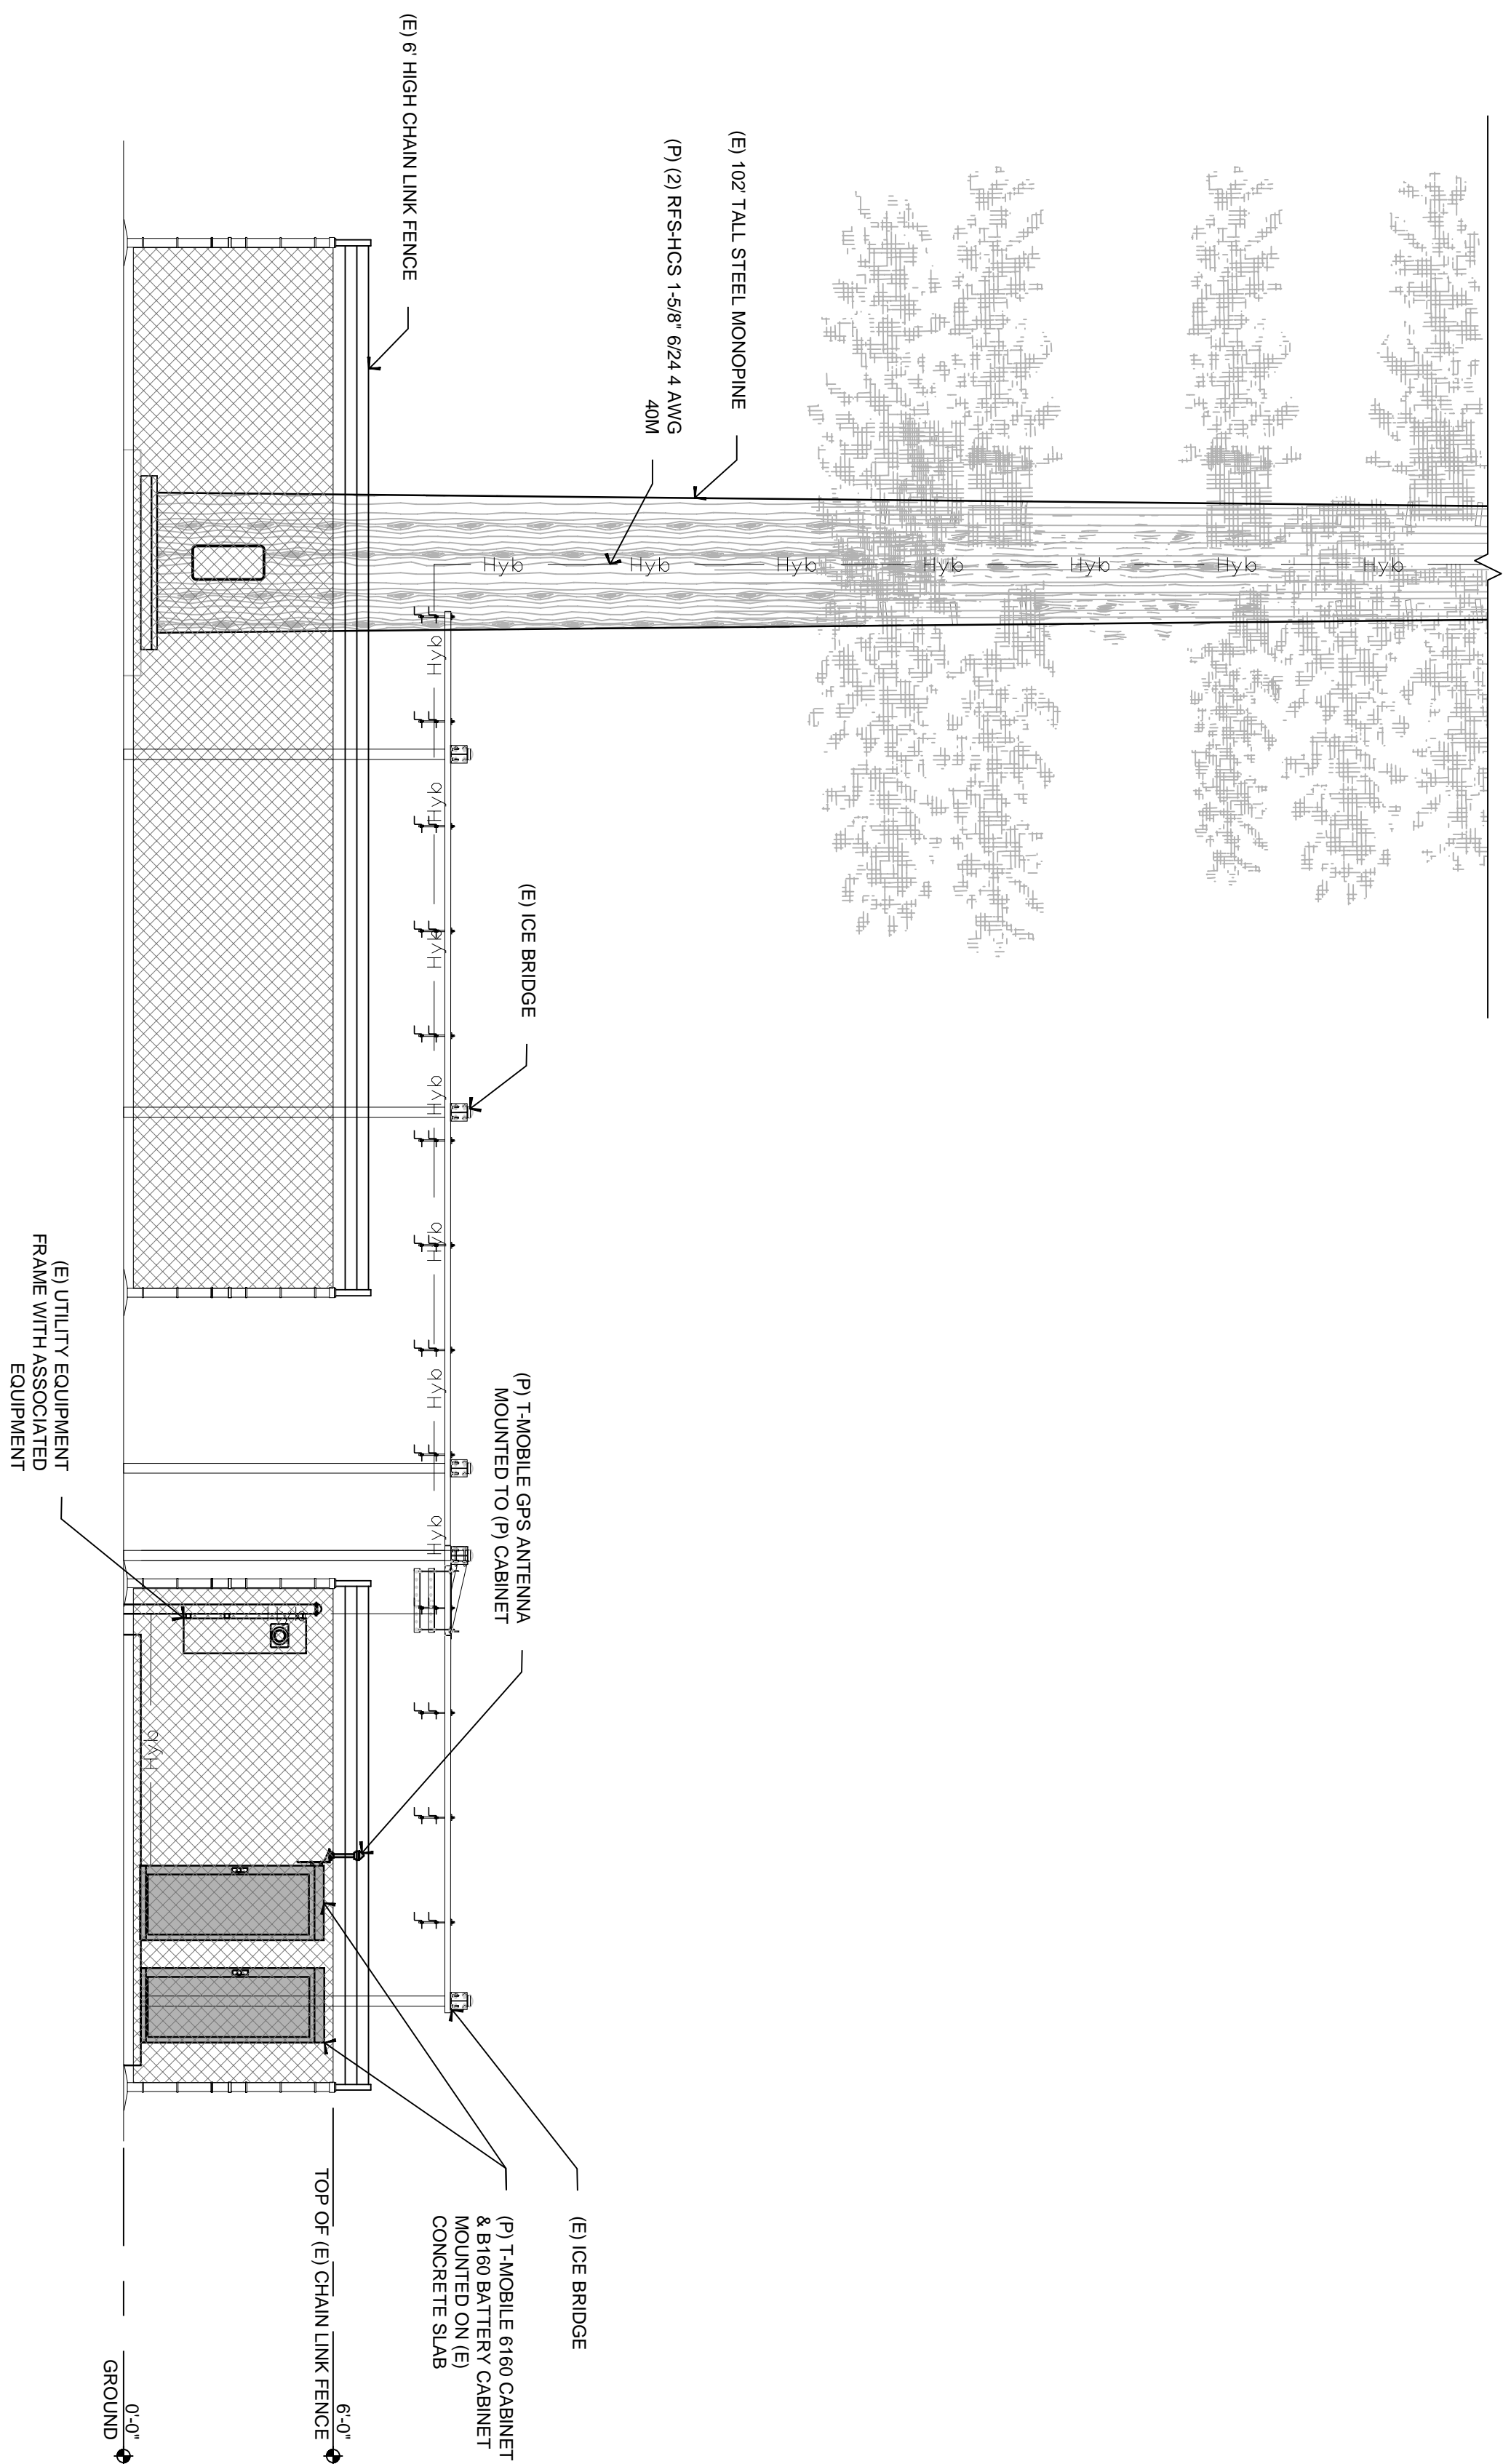 Hyb
Hyb
Hyb
Hyb
(E) 102' TALL STEEL MONOPINE
Hyb
(P) (2) RFS-HCS 1-5/8" 6/24 4 AWG
40M
Hyb
Hyb
(E) ICE BRIDGE
(E) ICE BRIDGE
(P) T-MOBILE GPS ANTENNA
MOUNTED TO (P) CABINET
(P) T-MOBILE 6160 CABINET
& B160 BATTERY CABINET
MOUNTED ON (E)
CONCRETE SLAB
(E) 6' HIGH CHAIN LINK FENCE
Hyb
Hyb
Hyb
Hyb
Hyb
Hyb
Hyb
6'-0"
TOP OF (E) CHAIN LINK FENCE
Hyb
0'-0"
GROUND
(E) UTILITY EQUIPMENT
FRAME WITH ASSOCIATED
EQUIPMENT